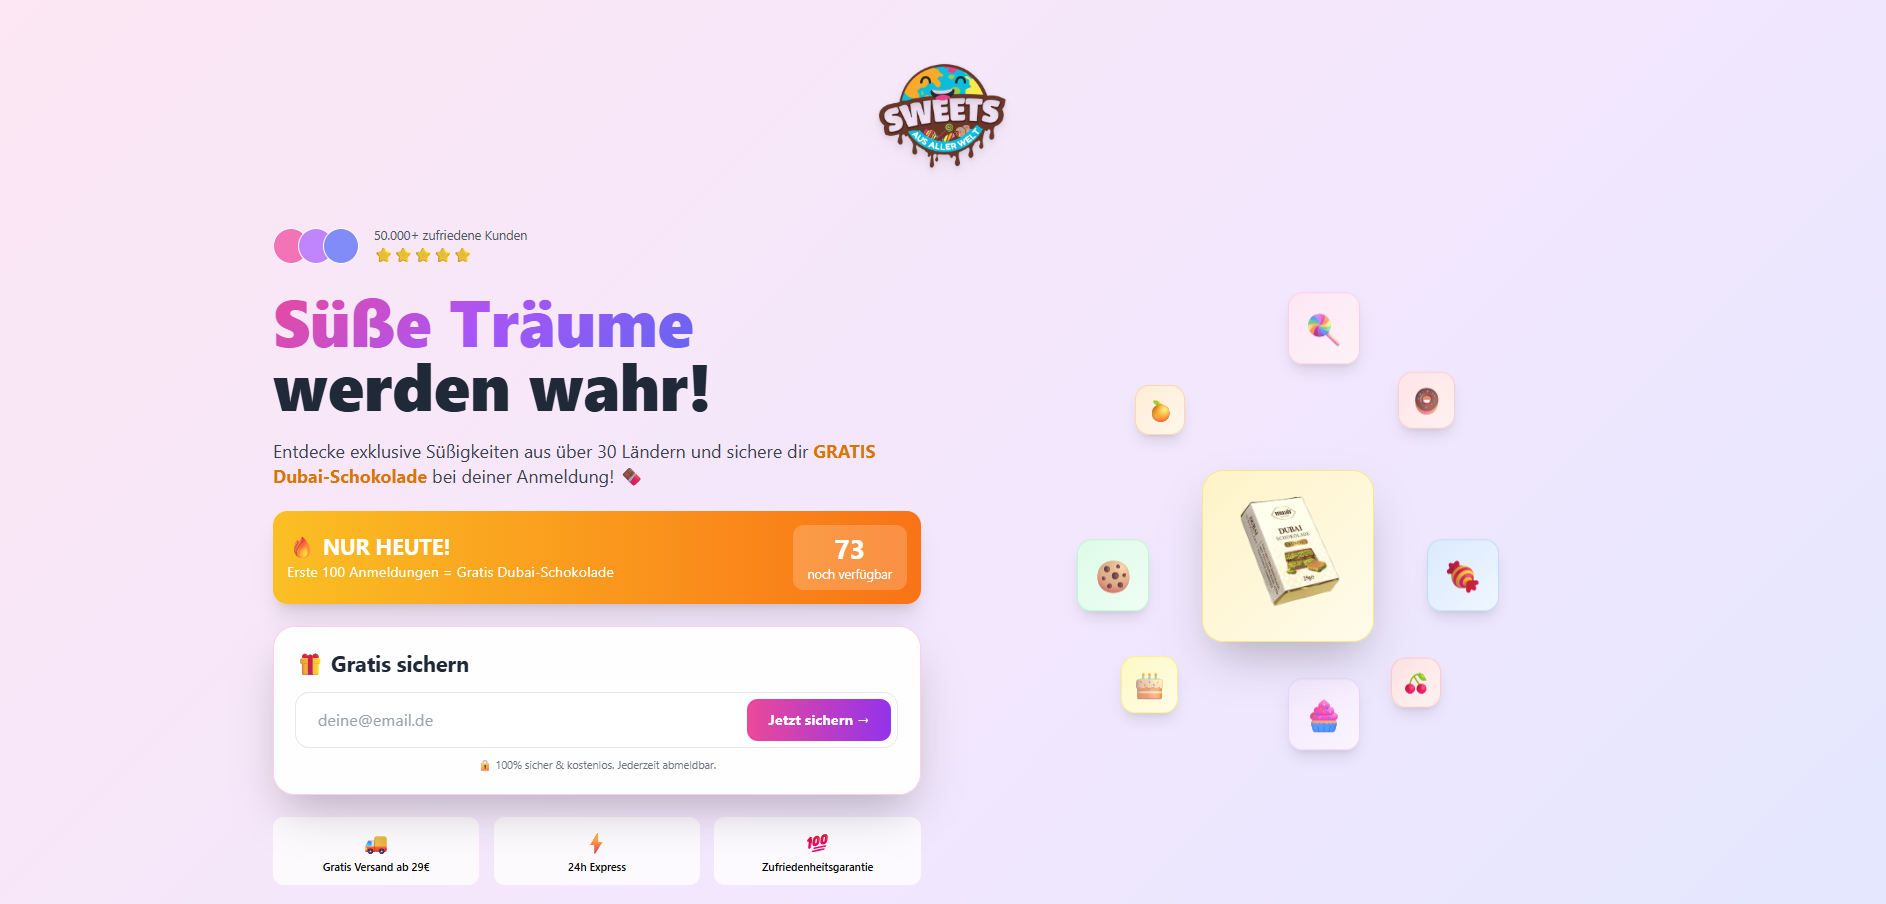 SWEETS
AUS ALLER WELT
50.000+ zufriedene Kunden
Süße Träume
werden wahr!
Entdecke exklusive Süßigkeiten aus über 30 Ländern und sichere dir GRATIS
Dubai-Schokolade bei deiner Anmeldung!
NUR HEUTE!
Erste 100 Anmeldungen = Gratis Dubai-Schokolade
73
noch verfügbar
Gratis sichern
deine@email.de
Jetzt sichern →
100% sicher & kostenlos. Jederzeit abmeldbar.
Gratis Versand ab 29€
24h Express
100
Zufriedenheitsgarantie
DUBAI
SCHOKOLADE